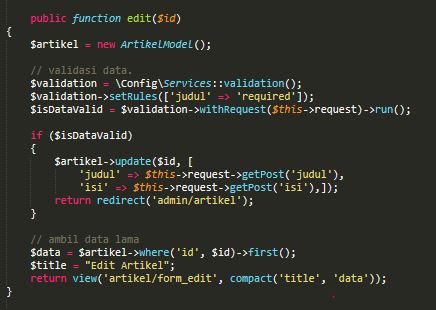 public function edit($id)
{
$artikel = new ArtikelModel();
// validasi data.
$validation = \Config\Services::validation();
$validation->setRules(['judul' => 'required']);
$isDataValid = $validation->withRequest($this->request)->run();
if ($isDataValid)
{
$artikel->update($id, [
'judul' => $this->request->getPost('judul'),
'isi' => $this->request->getPost('isi'),]);
return redirect('admin/artikel');
}
// ambil data lama
$data = $artikel->where('id', $id)->first();
$title = "Edit Artikel";
return view('artikel/form_edit', compact('title', 'data'));
}